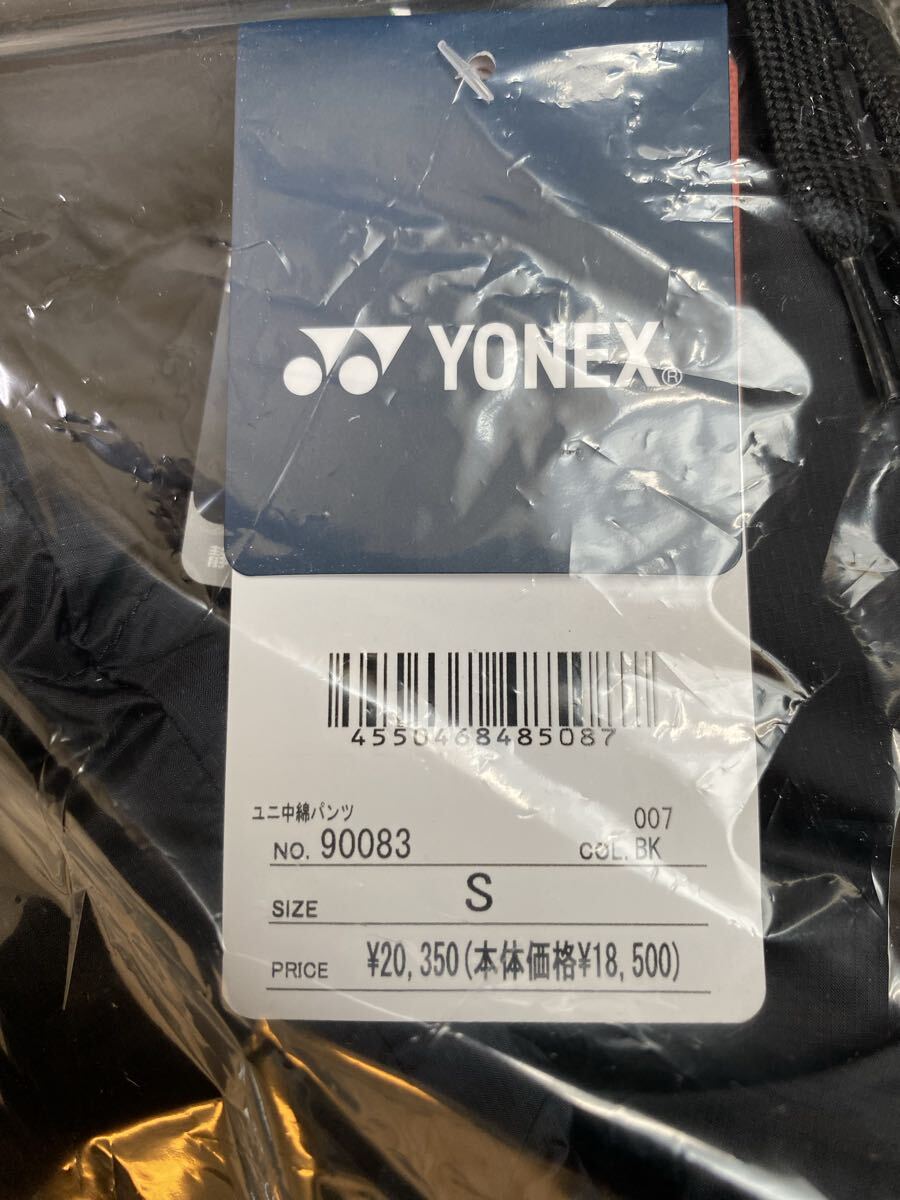 YONEX®
静
4550468485087
ユニ中綿パンツ 007
NO. 90083 COL. BK
SIZE S
PRICE ¥20,350(本体価格¥18,500)